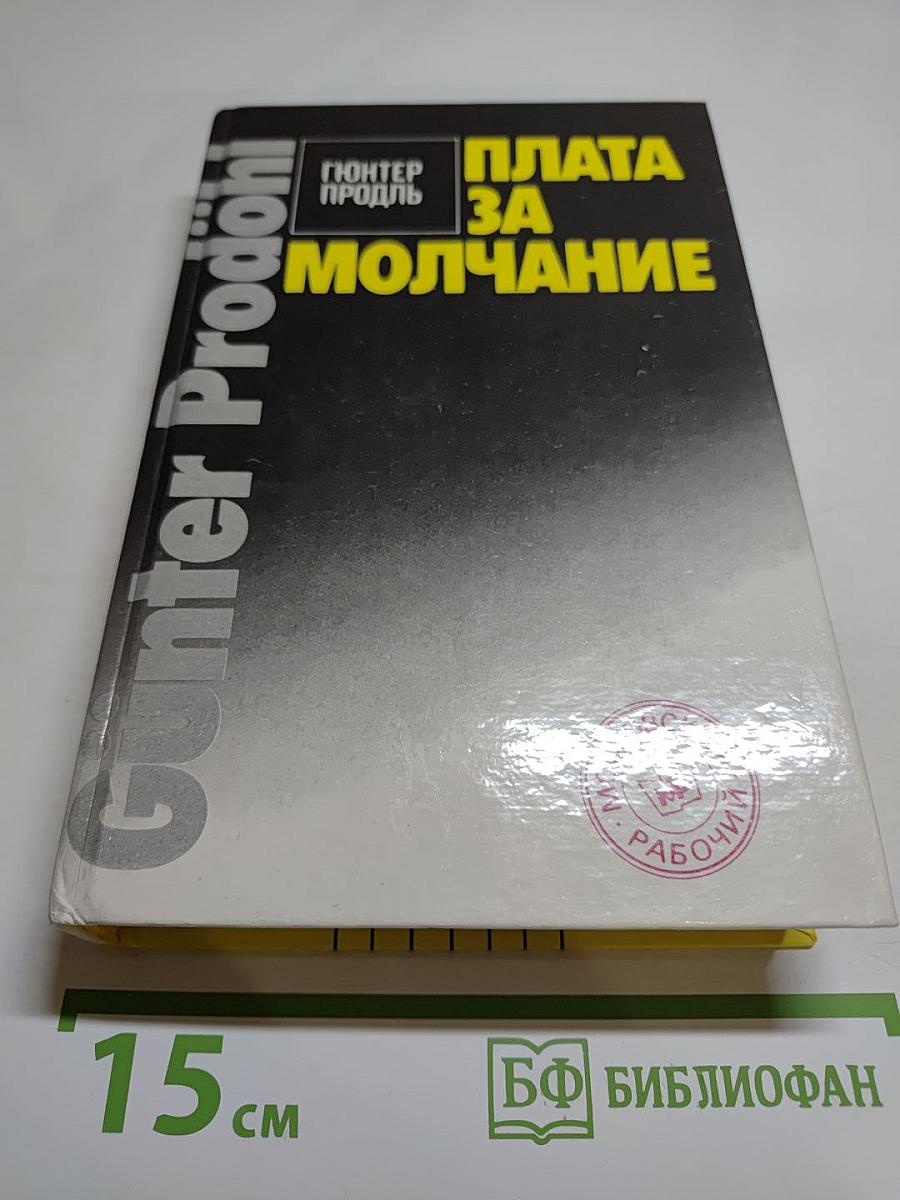 Günter Prodöhl
ГЮНТЕР
ПРОДЛЬ
ПЛАТА
ЗА
МОЛЧАНИЕ
РАБОЧИЙ
15 см
БФ БИБЛИОФАН